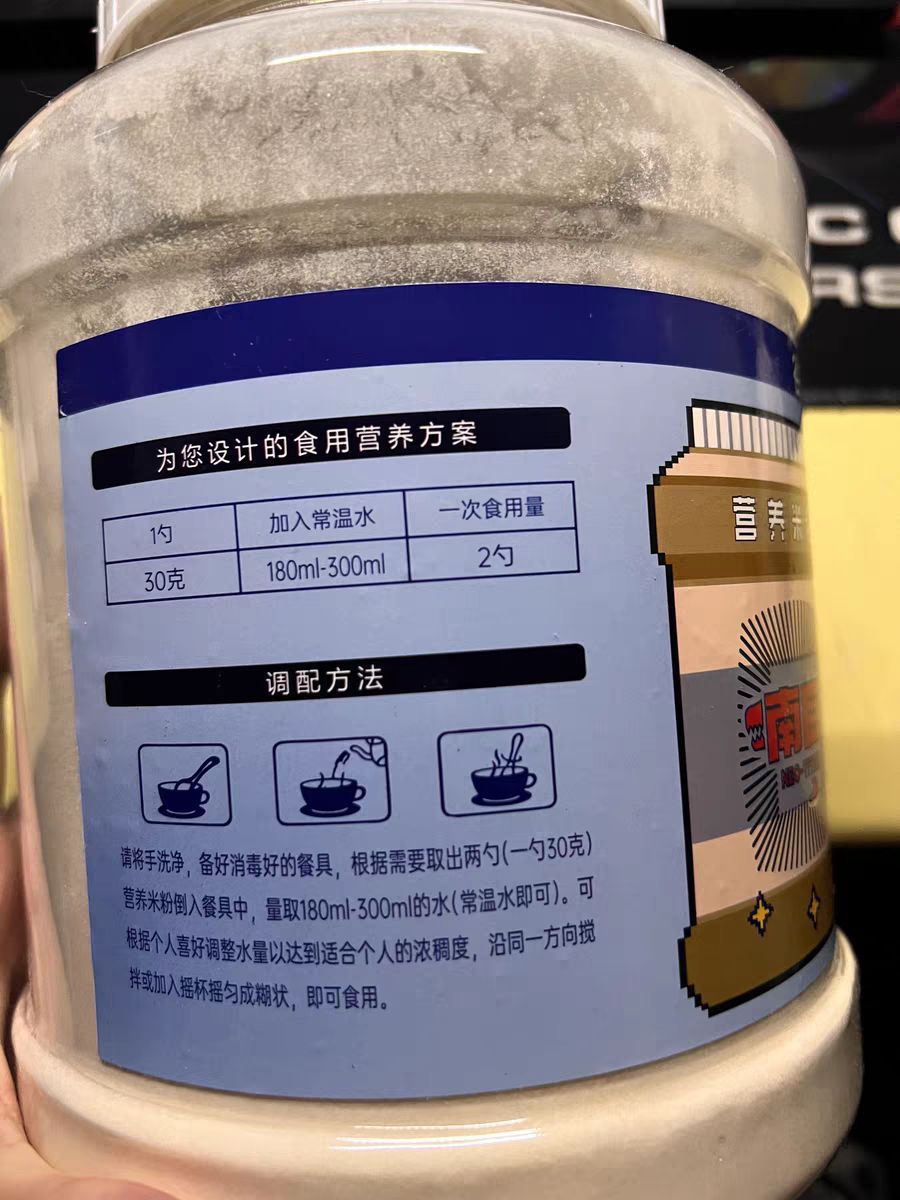 为您设计的食用营养方案
1勺 加入常温水 一次食用量
30克 180ml-300ml 2勺
调配方法
请将手洗净，备好消毒好的餐具，根据需要取出两勺(一勺30克)
营养米粉倒入餐具中，量取180ml-300ml的水(常温水即可)。可
根据个人喜好调整水量以达到适合个人的浓稠度，沿同一方向搅
拌或加入摇杯摇匀成糊状，即可食用。
营养米
南
C
RS